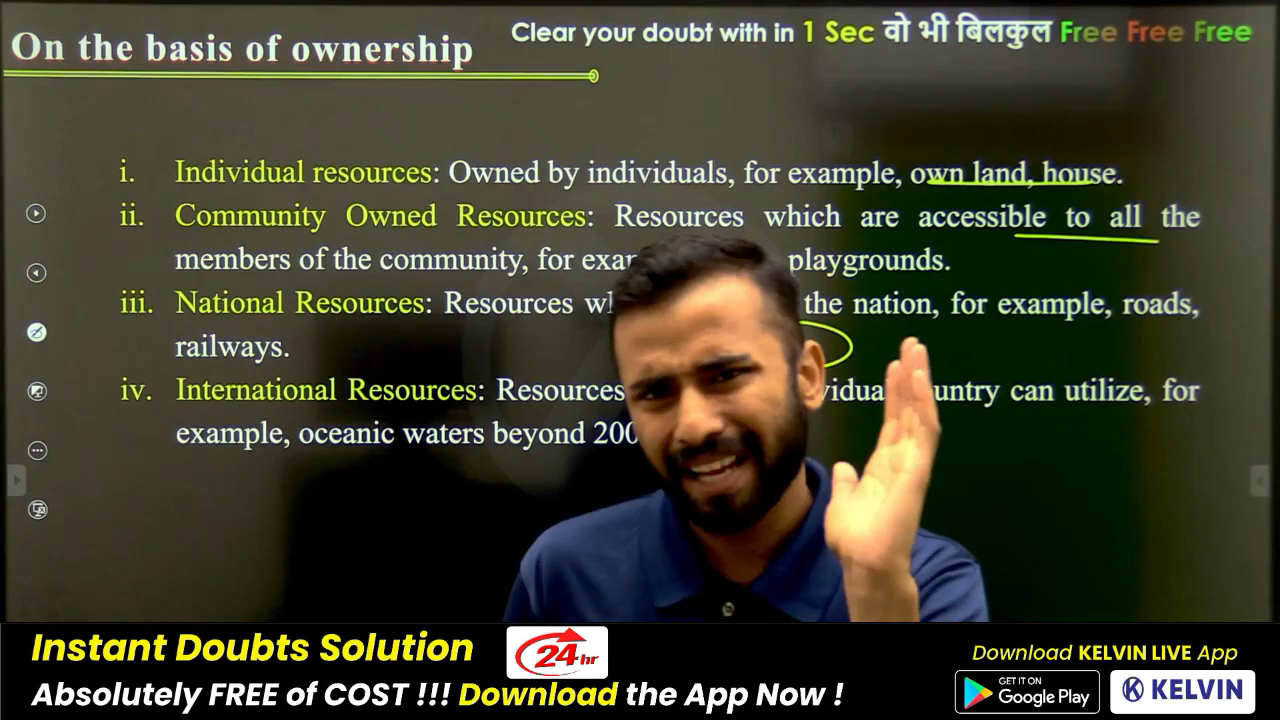 On the basis of ownership
Clear your doubt with in 1 Sec वो भी बिलकुल Free Free Free
i. Individual resources: Owned by individuals, for example, own land, house.
ii. Community Owned Resources: Resources which are accessible to all the
members of the community, for playgrounds.
iii. National Resources: Resources the nation, for example, roads,
railways.
iv. International Resources: Resources can utilize, for
example, oceanic waters beyond 200
Instant Doubts Solution
24 hr
Absolutely FREE of COST !!! Download the App Now !
Download KELVIN LIVE App
GET IT ON
Google Play
KELVIN